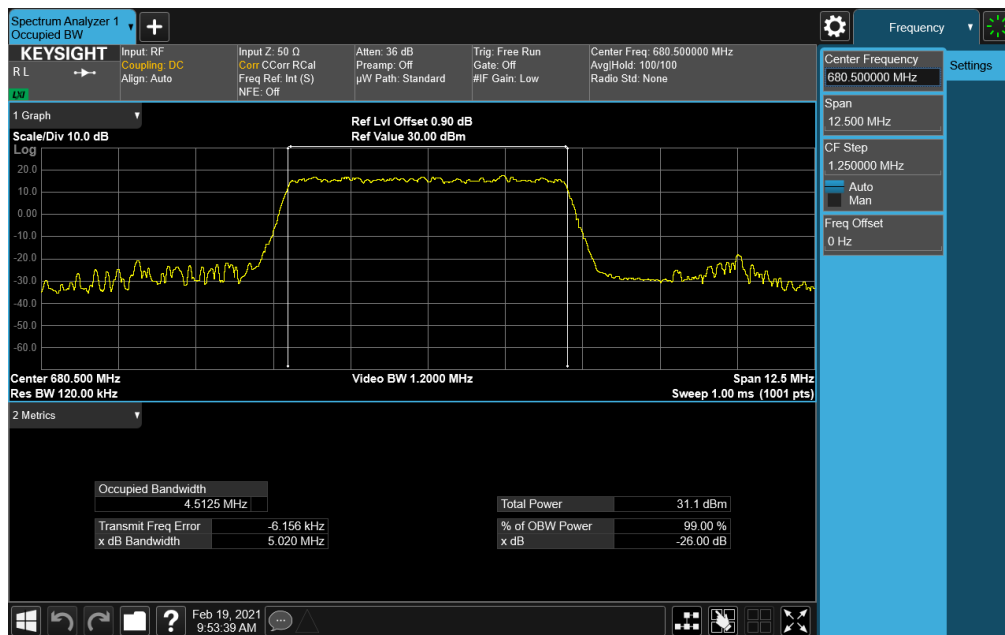 Spectrum Analyzer 1
Occupied BW
Frequency
KEYSIGHT
R L
LXI
Input: RF
Coupling: DC
Align: Auto
Input Z: 50 Ω
Corr CCorr RCal
Freq Ref: Int (S)
NFE: Off
Atten: 36 dB
Preamp: Off
µW Path: Standard
Trig: Free Run
Gate: Off
#IF Gain: Low
Center Freq: 680.500000 MHz
Avg|Hold: 100/100
Radio Std: None
Center Frequency
680.500000 MHz
Settings
Span
12.500 MHz
CF Step
1.250000 MHz
Auto
Man
Freq Offset
0 Hz
1 Graph
Scale/Div 10.0 dB
Ref Lvl Offset 0.90 dB
Ref Value 30.00 dBm
Log
20.0
10.0
0.00
-10.0
-20.0
-30.0
-40.0
-50.0
-60.0
Center 680.500 MHz
Video BW 1.2000 MHz
Span 12.5 MHz
Res BW 120.00 kHz
Sweep 1.00 ms (1001 pts)
2 Metrics
Occupied Bandwidth
4.5125 MHz
Total Power 31.1 dBm
Transmit Freq Error -6.156 kHz
% of OBW Power 99.00 %
x dB Bandwidth 5.020 MHz
x dB -26.00 dB
Feb 19, 2021
9:53:39 AM